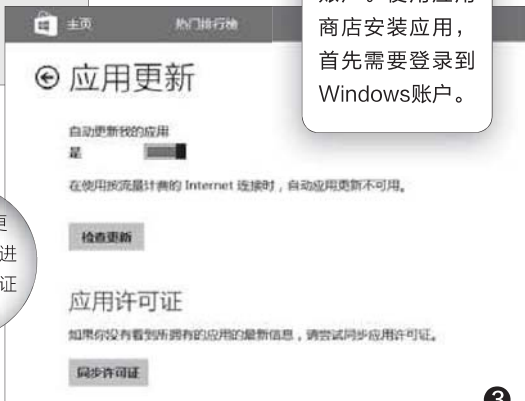 账户。使用应用
商店安装应用，
首先需要登录到
Windows账户。
主页 热门排行榜
应用更新
自动更新我的应用
是
在使用按流量计费的 Internet 连接时，自动应用更新不可用。
更
进
证
检查更新
应用许可证
如果你没有看到所拥有的应用的最新信息，请尝试同步应用许可证。
同步许可证
❸